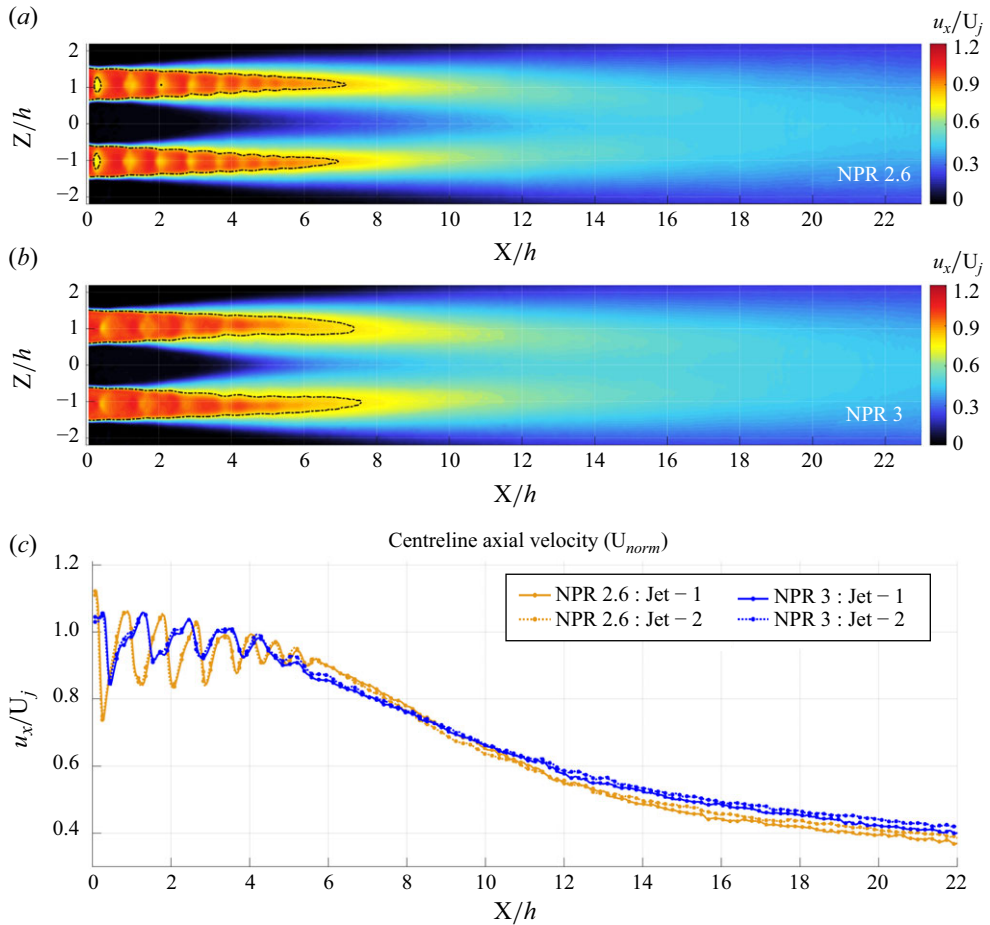 (a)
u_x/U_j
2
1
0
−1
−2
Z/h
NPR 2.6
1.2
0.9
0.6
0.3
0
0 2 4 6 8 10 12 14 16 18 20 22
X/h
(b)
u_x/U_j
2
1
0
−1
−2
Z/h
NPR 3
1.2
0.9
0.6
0.3
0
0 2 4 6 8 10 12 14 16 18 20 22
X/h
(c)
Centreline axial velocity (U_norm)
1.2
1.0
0.8
0.6
0.4
u_x/U_j
NPR 2.6 : Jet − 1 NPR 3 : Jet − 1
NPR 2.6 : Jet − 2 NPR 3 : Jet − 2
0 2 4 6 8 10 12 14 16 18 20 22
X/h